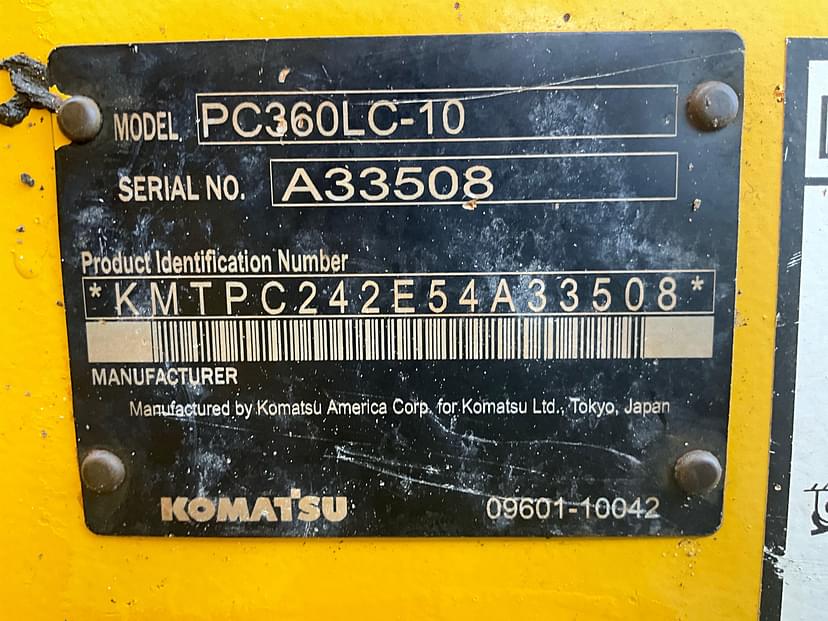 MODEL PC360LC-10
SERIAL NO. A33508
Product Identification Number
*KMTPC242E54A33508*
MANUFACTURER
Manufactured by Komatsu America Corp. for Komatsu Ltd., Tokyo, Japan
KOMATSU 09601-10042